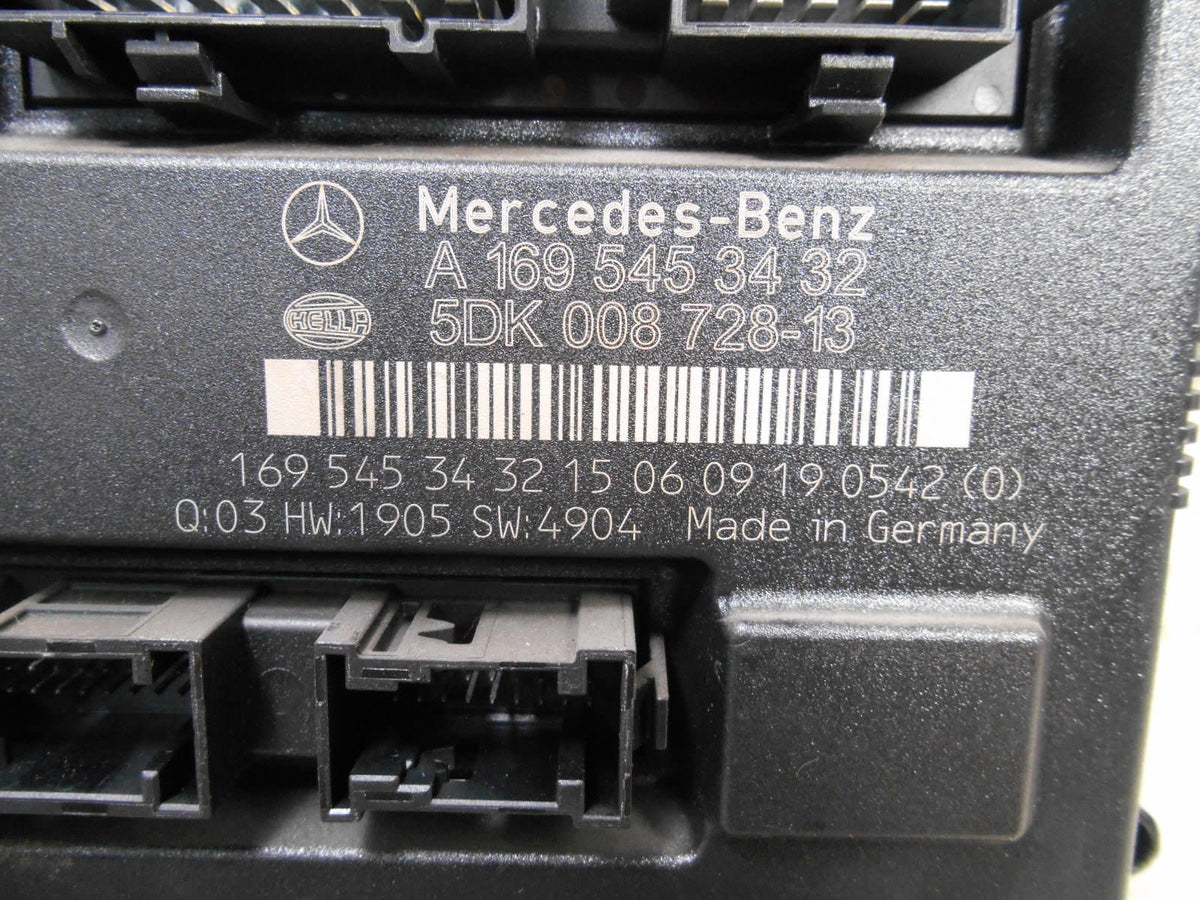 Mercedes-Benz
A 169 545 34 32
HELLA
5DK 008 728-13
169 545 34 32 15 06 09 19 0542 (0)
Q:03 HW:1905 SW:4904 Made in Germany